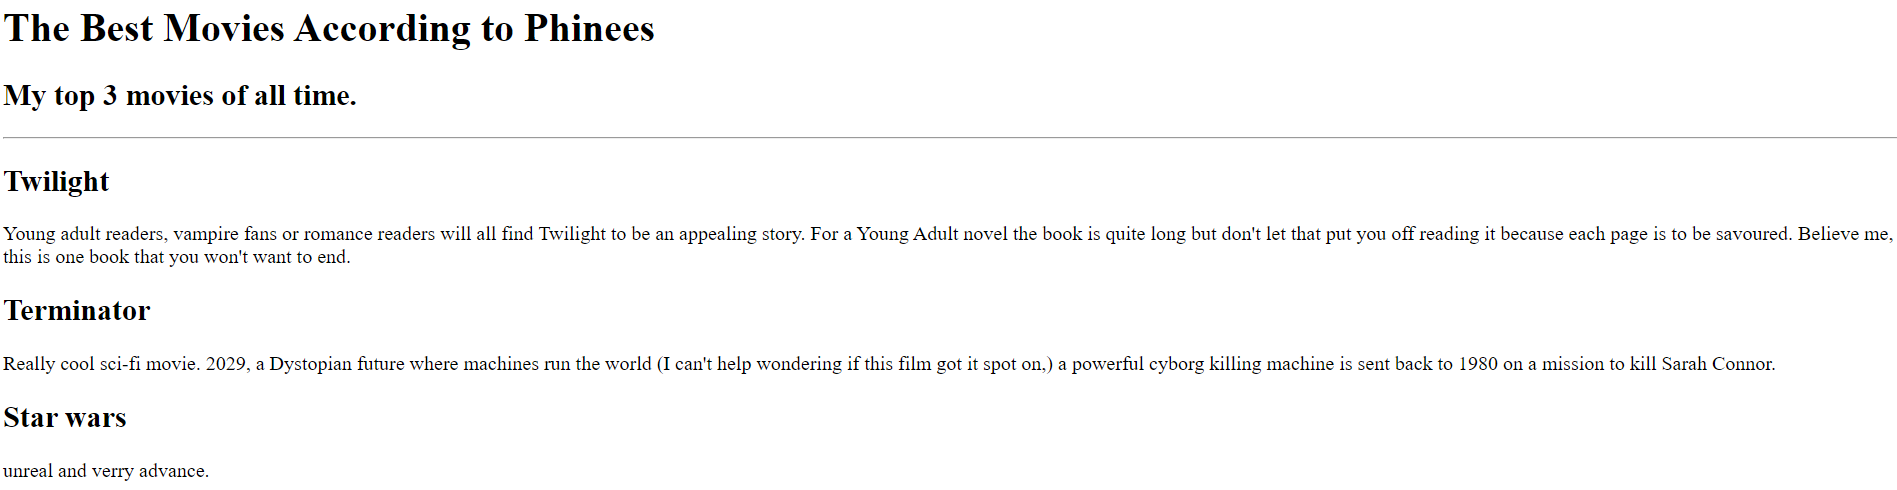 The Best Movies According to Phinees
My top 3 movies of all time.
Twilight
Young adult readers, vampire fans or romance readers will all find Twilight to be an appealing story. For a Young Adult novel the book is quite long but don't let that put you off reading it because each page is to be savoured. Believe me,
this is one book that you won't want to end.
Terminator
Really cool sci-fi movie. 2029, a Dystopian future where machines run the world (I can't help wondering if this film got it spot on,) a powerful cyborg killing machine is sent back to 1980 on a mission to kill Sarah Connor.
Star wars
unreal and verry advance.